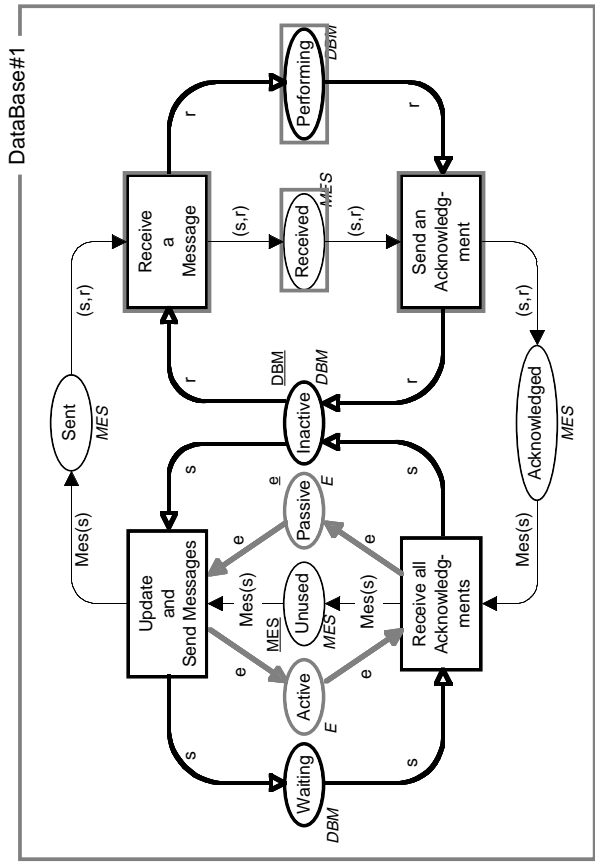 DataBase#1
Sent
MES
Mes(s)
(s,r)
Update
and
Send Messages
Receive
a
Message
s
e
e
Mes(s)
s
r
(s,r)
r
Waiting
DBM
Active
E
Unused
MES
MES
Passive
e
E
Inactive
DBM
DBM
Received
MES
Performing
DBM
s
e
Mes(s)
e
s
r
(s,r)
r
Receive all
Acknowledg-
ments
Send an
Acknowledg-
ment
Mes(s)
(s,r)
Acknowledged
MES